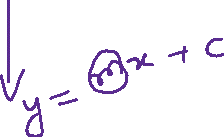 y = mx + c